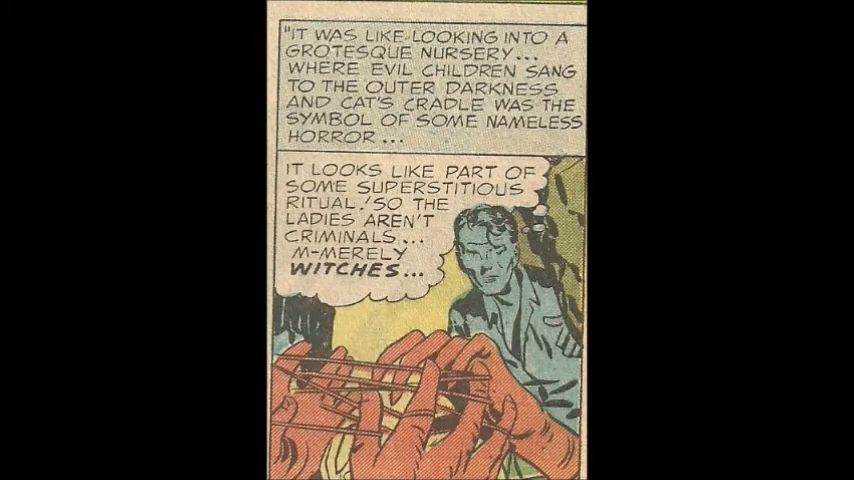 "IT WAS LIKE LOOKING INTO A
GROTESQUE NURSERY...
WHERE EVIL CHILDREN SANG
TO THE OUTER DARKNESS
AND CAT'S CRADLE WAS THE
SYMBOL OF SOME NAMELESS
HORROR...
IT LOOKS LIKE PART OF
SOME SUPERSTITIOUS
RITUAL! SO THE
LADIES AREN'T
CRIMINALS...
M-MERELY
WITCHES...